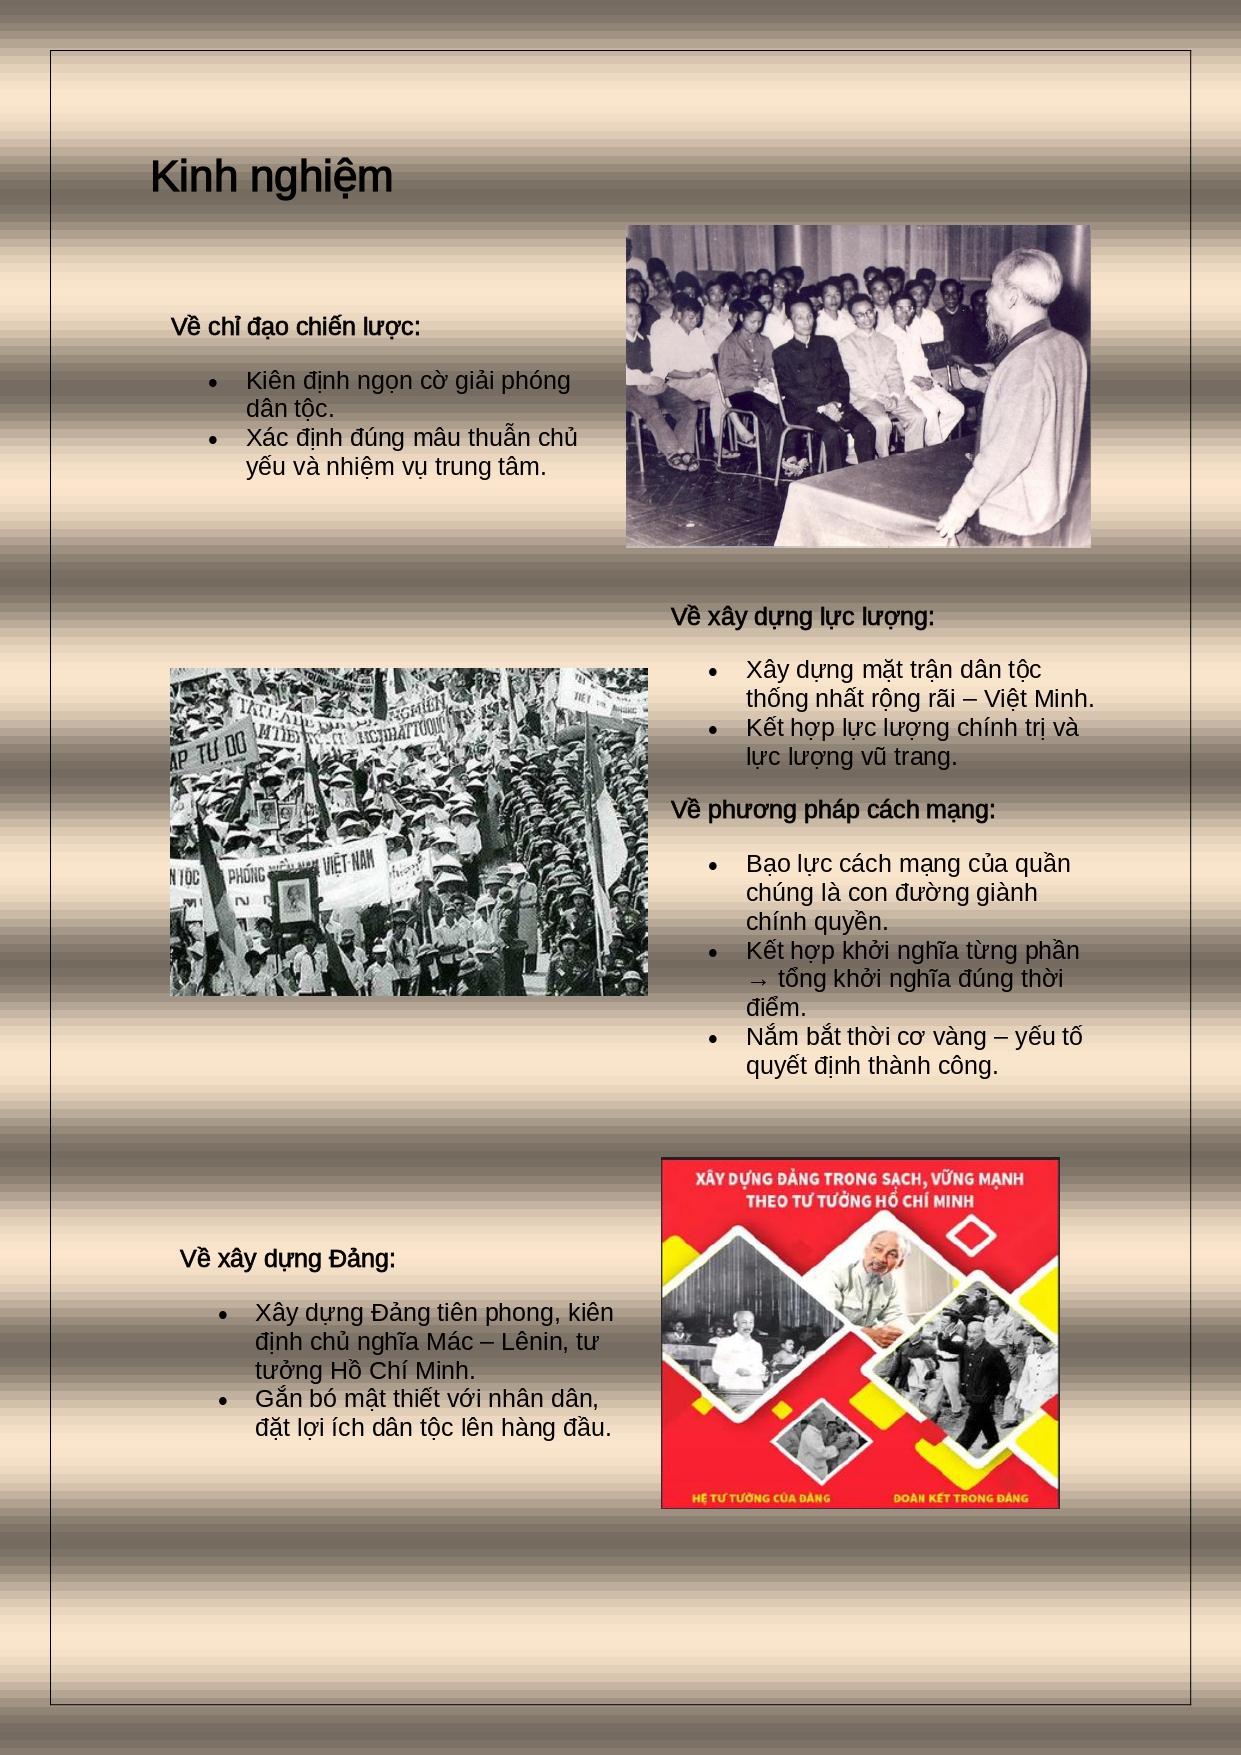 Kinh nghiệm
Về chỉ đạo chiến lược:
• Kiên định ngọn cờ giải phóng
dân tộc.
• Xác định đúng mâu thuẫn chủ
yếu và nhiệm vụ trung tâm.
Về xây dựng lực lượng:
• Xây dựng mặt trận dân tộc
thống nhất rộng rãi – Việt Minh.
• Kết hợp lực lượng chính trị và
lực lượng vũ trang.
Về phương pháp cách mạng:
• Bạo lực cách mạng của quần
chúng là con đường giành
chính quyền.
• Kết hợp khởi nghĩa từng phần
→ tổng khởi nghĩa đúng thời
điểm.
• Nắm bắt thời cơ vàng – yếu tố
quyết định thành công.
ÁP TỰ DO
PHÓNG
VIỆT-NAM
N TỘC
Về xây dựng Đảng:
• Xây dựng Đảng tiên phong, kiên
định chủ nghĩa Mác – Lênin, tư
tưởng Hồ Chí Minh.
• Gắn bó mật thiết với nhân dân,
đặt lợi ích dân tộc lên hàng đầu.
XÂY DỰNG ĐẢNG TRONG SẠCH, VỮNG MẠNH
THEO TƯ TƯỞNG HỒ CHÍ MINH
HỆ TƯ TƯỞNG CỦA ĐẢNG
ĐOÀN KẾT TRONG ĐẢNG